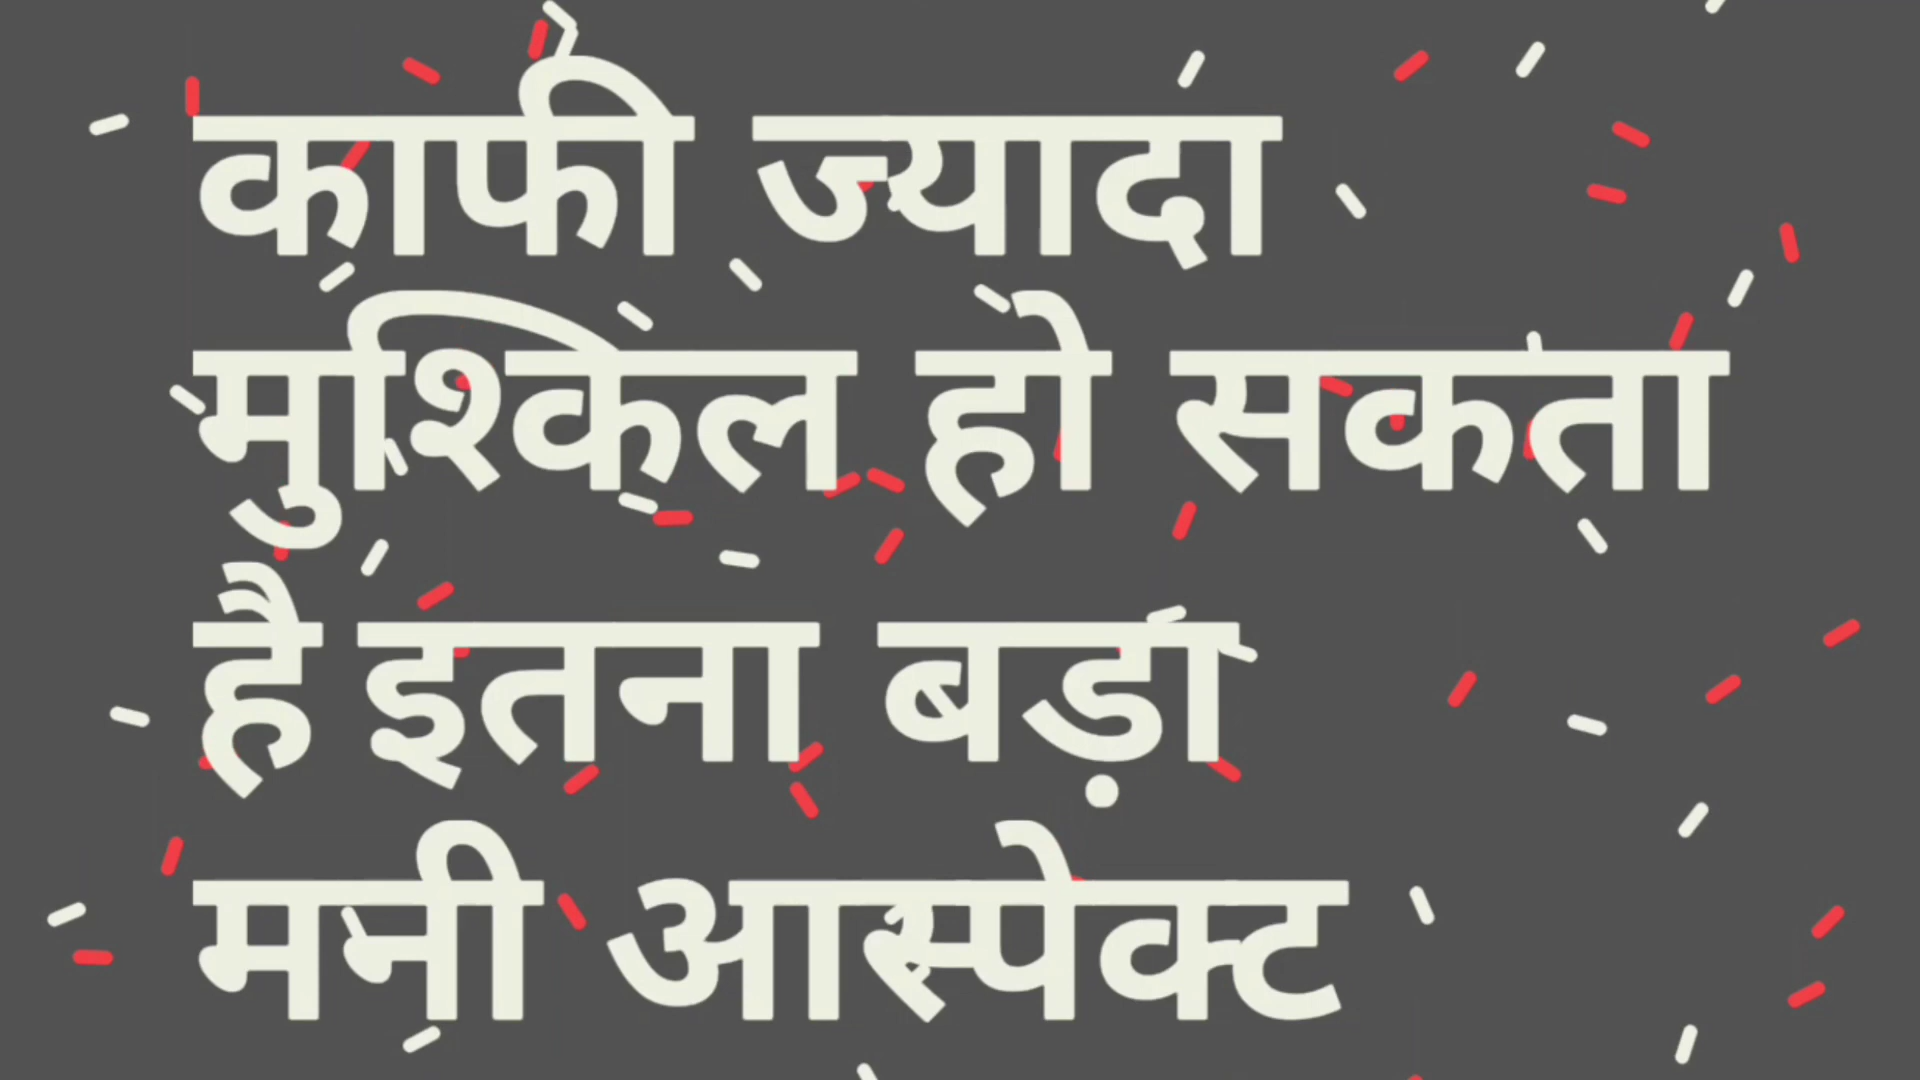 काफी ज्यादा
मुश्किल हो सकता
है इतना बड़ा
मनी आस्पेक्ट